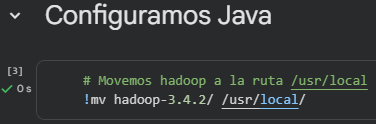 Configuramos Java
[3]
0 s
# Movemos hadoop a la ruta /usr/local
!mv hadoop-3.4.2/ /usr/local/